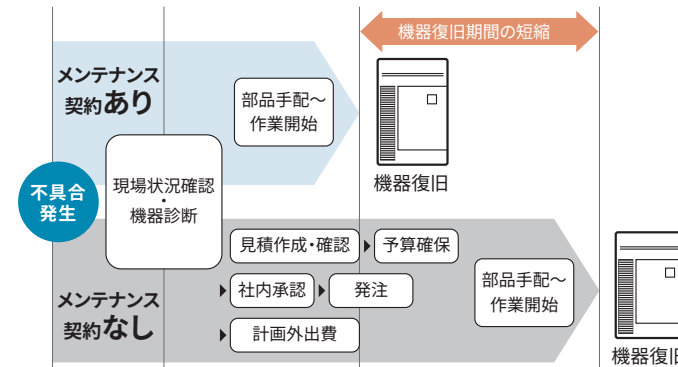 機器復旧期間の短縮
メンテナンス
契約あり
部品手配~
作業開始
機器復旧
不具合
発生
現場状況確認
・
機器診断
見積作成・確認
予算確保
社内承認
発注
計画外出費
部品手配~
作業開始
メンテナンス
契約なし
機器復旧